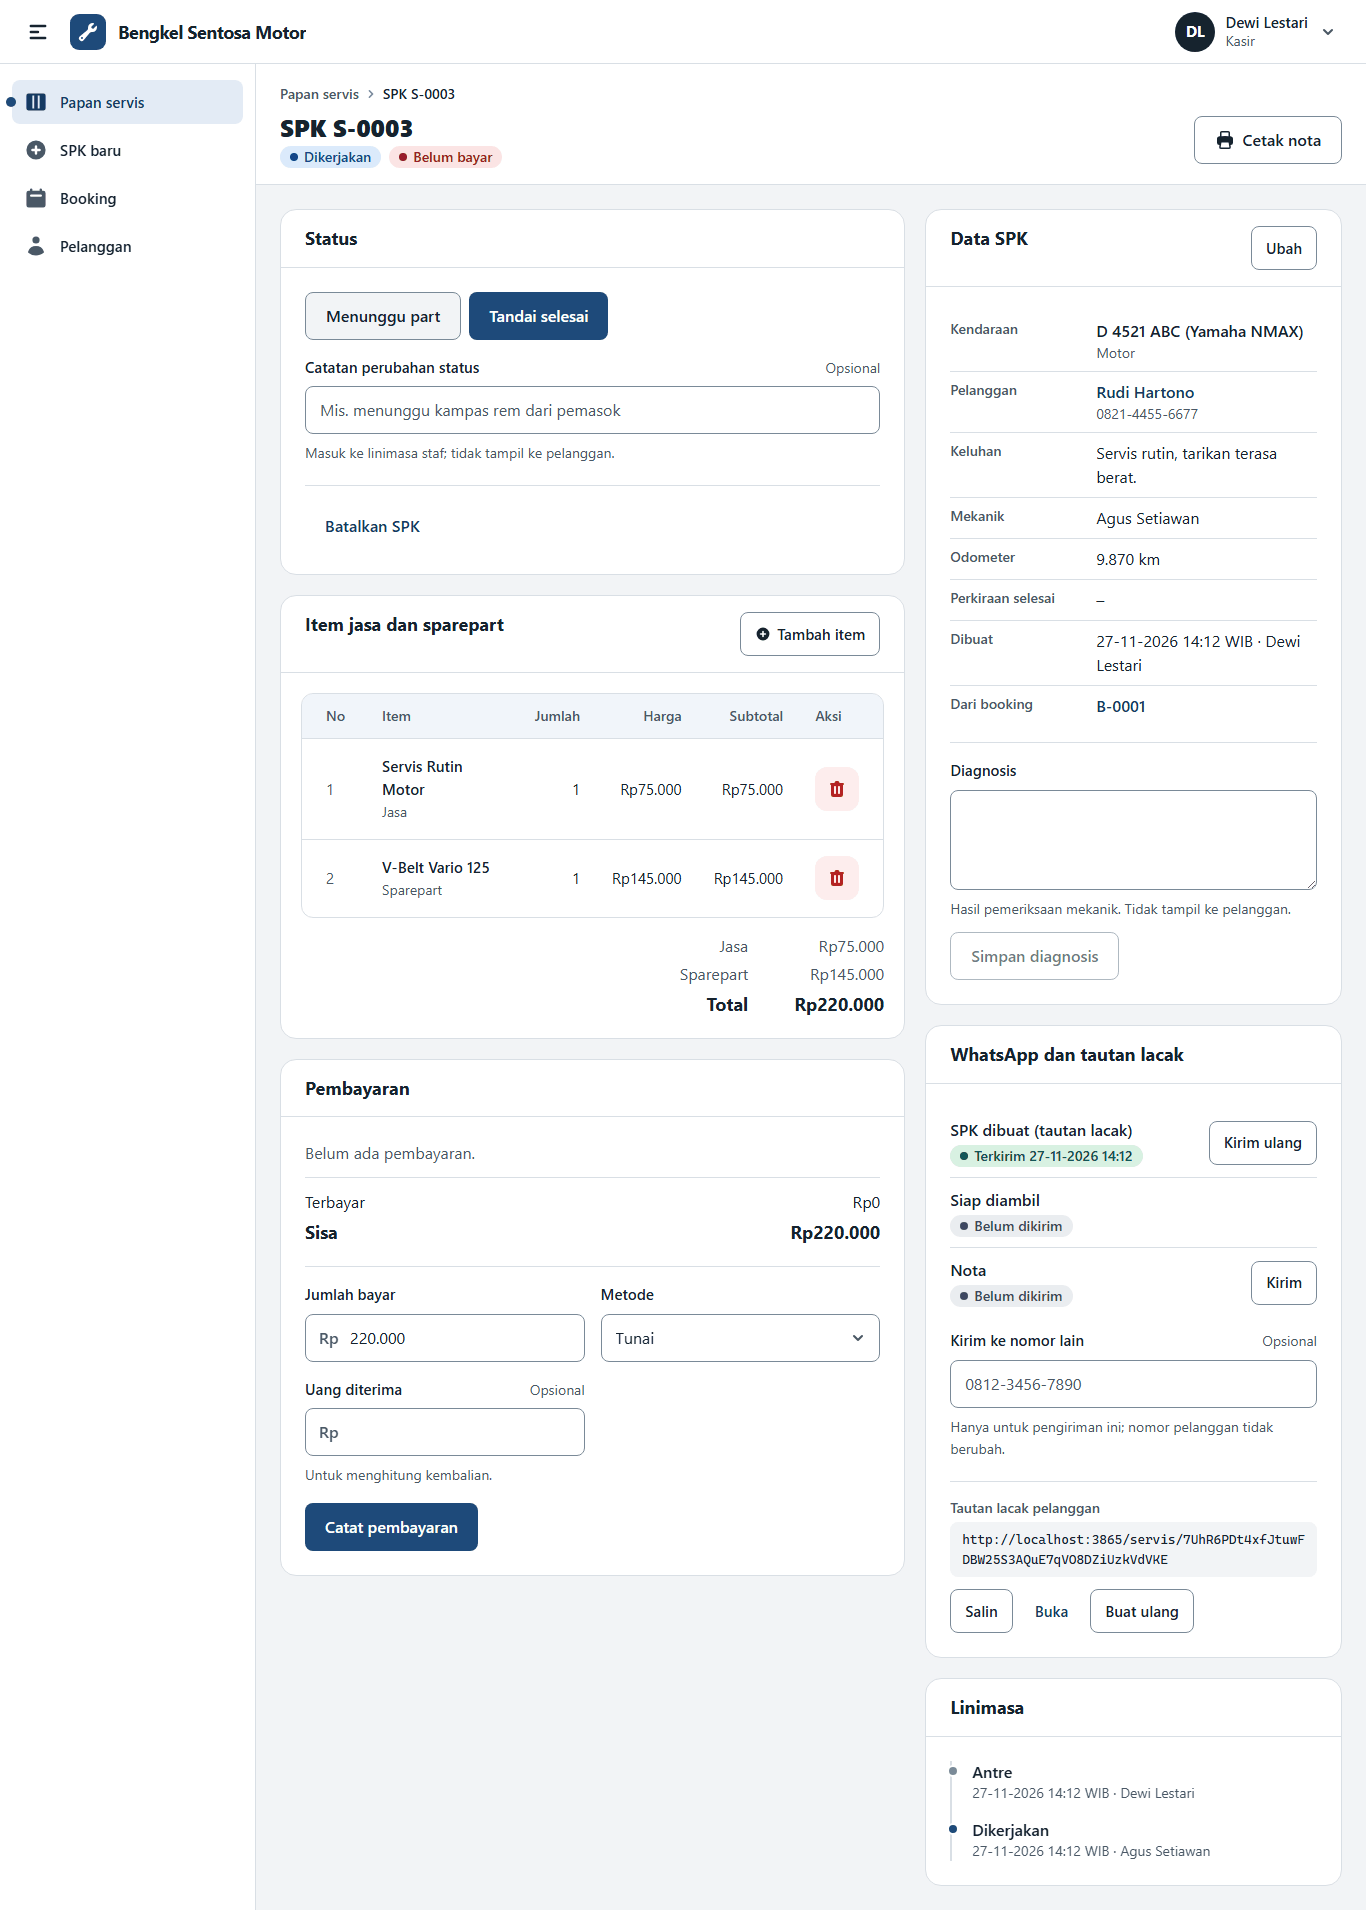 Bengkel Sentosa Motor
DL
Dewi Lestari
Kasir
Papan servis
SPK baru
Booking
Pelanggan
Papan servis > SPK S-0003
SPK S-0003
Dikerjakan
Belum bayar
Cetak nota
Status
Menunggu part
Tandai selesai
Catatan perubahan status
Opsional
Mis. menunggu kampas rem dari pemasok
Masuk ke linimasa staf; tidak tampil ke pelanggan.
Batalkan SPK
Item jasa dan sparepart
Tambah item
No Item Jumlah Harga Subtotal Aksi
1 Servis Rutin Motor 1 Rp75.000 Rp75.000
Jasa
2 V-Belt Vario 125 1 Rp145.000 Rp145.000
Sparepart
Jasa Rp75.000
Sparepart Rp145.000
Total Rp220.000
Pembayaran
Belum ada pembayaran.
Terbayar Rp0
Sisa Rp220.000
Jumlah bayar
Rp 220.000
Metode
Tunai
Uang diterima
Opsional
Rp
Untuk menghitung kembalian.
Catat pembayaran
Data SPK
Ubah
Kendaraan
D 4521 ABC (Yamaha NMAX)
Motor
Pelanggan
Rudi Hartono
0821-4455-6677
Keluhan
Servis rutin, tarikan terasa
berat.
Mekanik
Agus Setiawan
Odometer
9.870 km
Perkiraan selesai
–
Dibuat
27-11-2026 14:12 WIB · Dewi
Lestari
Dari booking
B-0001
Diagnosis
Hasil pemeriksaan mekanik. Tidak tampil ke pelanggan.
Simpan diagnosis
WhatsApp dan tautan lacak
SPK dibuat (tautan lacak)
Terkirim 27-11-2026 14:12
Kirim ulang
Siap diambil
Belum dikirim
Nota
Belum dikirim
Kirim
Kirim ke nomor lain
Opsional
0812-3456-7890
Hanya untuk pengiriman ini; nomor pelanggan tidak
berubah.
Tautan lacak pelanggan
http://localhost:3865/servis/7UhR6PDt4xfJtuwF
DBW25S3AQuE7qVO8DZiUzkVdVKE
Salin
Buka
Buat ulang
Linimasa
Antre
27-11-2026 14:12 WIB · Dewi Lestari
Dikerjakan
27-11-2026 14:12 WIB · Agus Setiawan